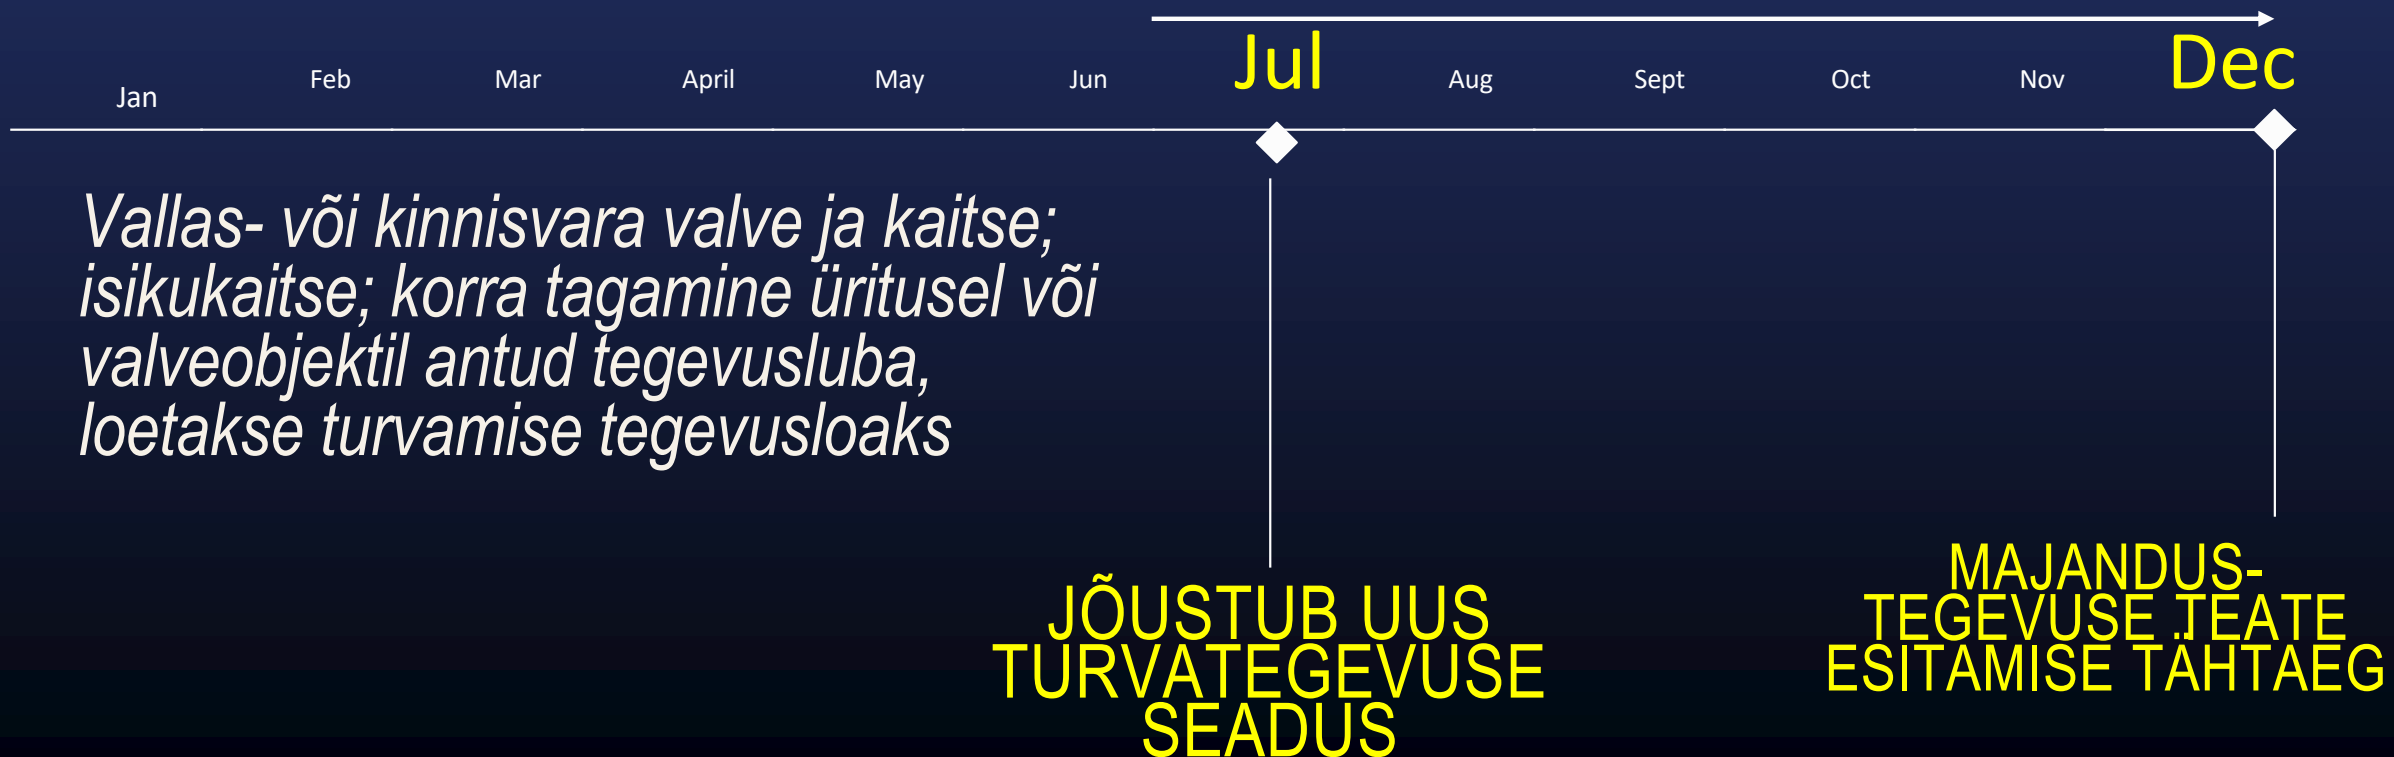 Jan Feb Mar April May Jun Jul Aug Sept Oct Nov Dec
Vallas- või kinnisvara valve ja kaitse;
isikukaitse; korra tagamine üritusel või
valveobjektil antud tegevusluba,
loetakse turvamise tegevusloaks
JÕUSTUB UUS
TURVATEGEVUSE
SEADUS
MAJANDUS-
TEGEVUSE TEATE
ESITAMISE TÄHTAEG